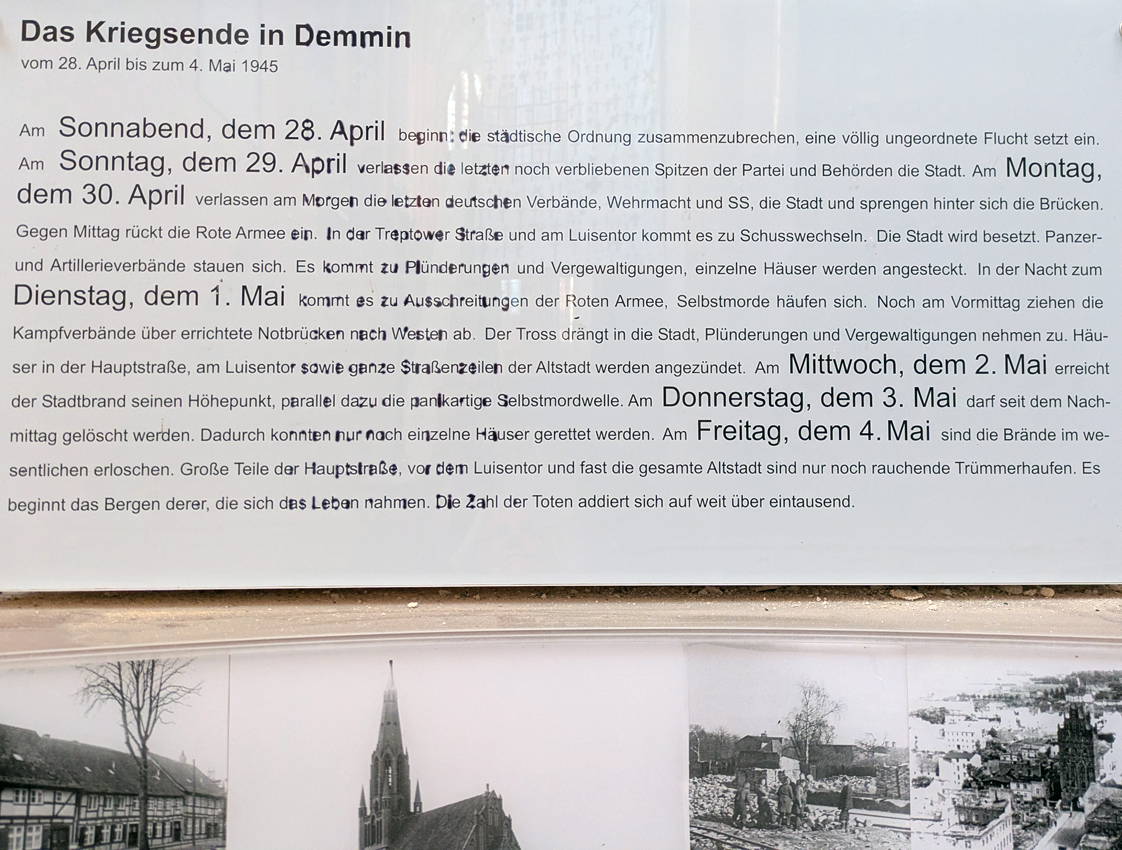 Das Kriegsende in Demmin
vom 28. April bis zum 4. Mai 1945
Am Sonnabend, dem 28. April beginnt die städtische Ordnung zusammenzubrechen, eine völlig ungeordnete Flucht setzt ein.
Am Sonntag, dem 29. April verlassen die letzten noch verbliebenen Spitzen der Partei und Behörden die Stadt. Am Montag,
dem 30. April verlassen am Morgen die letzten deutschen Verbände, Wehrmacht und SS, die Stadt und sprengen hinter sich die Brücken.
Gegen Mittag rückt die Rote Armee ein. In der Treptower Straße und am Luisentor kommt es zu Schusswechseln. Die Stadt wird besetzt. Panzer-
und Artillerieverbände stauen sich. Es kommt zu Plünderungen und Vergewaltigungen, einzelne Häuser werden angesteckt. In der Nacht zum
Dienstag, dem 1. Mai kommt es zu Ausschreitungen der Roten Armee, Selbstmorde häufen sich. Noch am Vormittag ziehen die
Kampfverbände über errichtete Notbrücken nach Westen ab. Der Tross drängt in die Stadt, Plünderungen und Vergewaltigungen nehmen zu. Häu-
ser in der Hauptstraße, am Luisentor sowie ganze Straßenzeilen der Altstadt werden angezündet. Am Mittwoch, dem 2. Mai erreicht
der Stadtbrand seinen Höhepunkt, parallel dazu die panikartige Selbstmordwelle. Am Donnerstag, dem 3. Mai darf seit dem Nach-
mittag gelöscht werden. Dadurch konnten nur noch einzelne Häuser gerettet werden. Am Freitag, dem 4. Mai sind die Brände im we-
sentlichen erloschen. Große Teile der Hauptstraße, vor dem Luisentor und fast die gesamte Altstadt sind nur noch rauchende Trümmerhaufen. Es
beginnt das Bergen derer, die sich das Leben nahmen. Die Zahl der Toten addiert sich auf weit über eintausend.